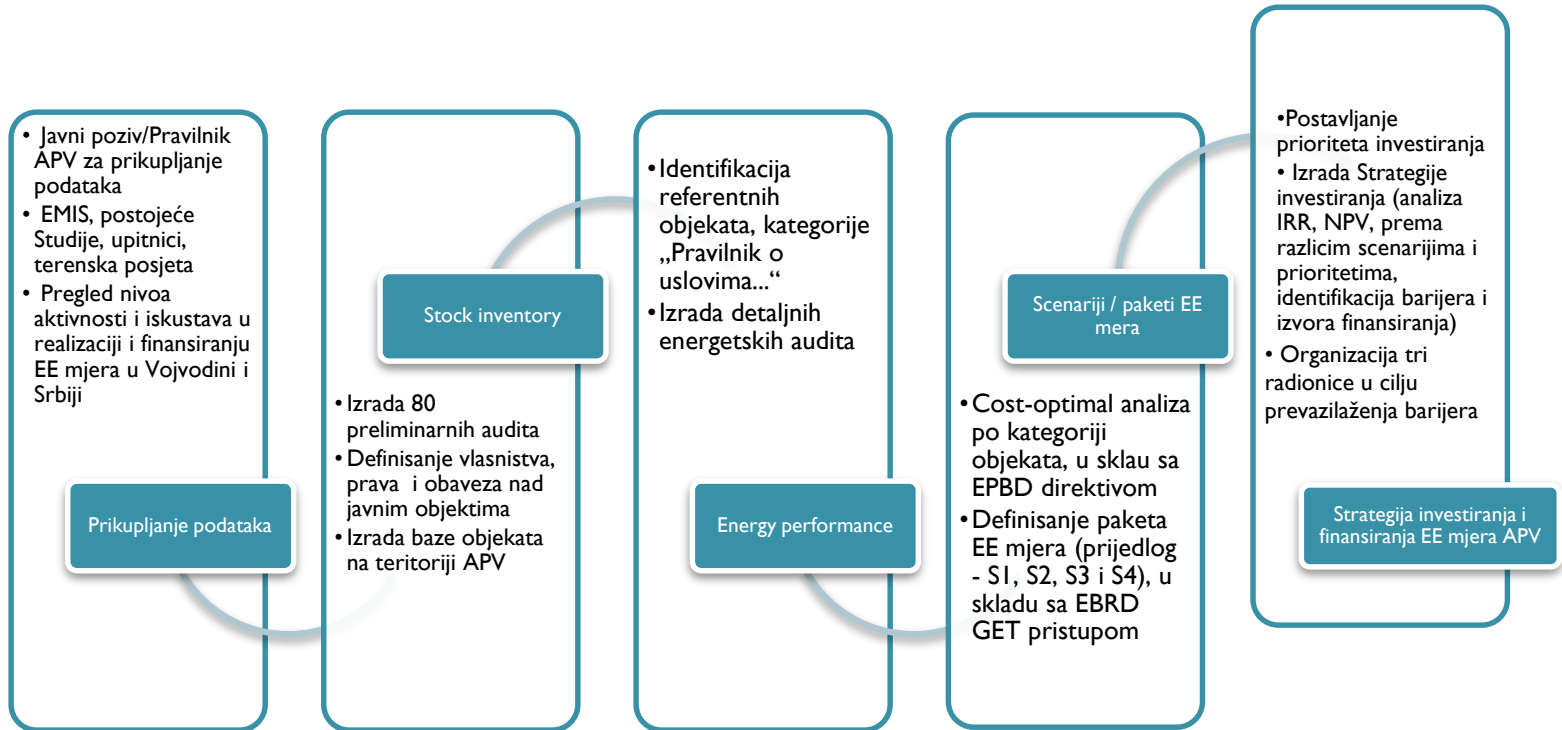 • Javni poziv/Pravilnik
APV za prikupljanje
podataka
• EMIS, postojeće
Studije, upitnici,
terenska posjeta
• Pregled nivoa
aktivnosti i iskustava u
realizaciji i finansiranju
EE mjera u Vojvodini i
Srbiji
Prikupljanje podataka
Stock inventory
• Izrada 80
preliminarnih audita
• Definisanje vlasnistva,
prava i obaveza nad
javnim objektima
• Izrada baze objekata
na teritoriji APV
• Identifikacija
referentnih
objekata, kategorije
„Pravilnik o
uslovima...“
• Izrada detaljnih
energetskih audita
Energy performance
Scenariji / paketi EE
mera
• Cost-optimal analiza
po kategoriji
objekata, u sklau sa
EPBD direktivom
• Definisanje paketa
EE mjera (prijedlog
- S1, S2, S3 i S4), u
skladu sa EBRD
GET pristupom
•Postavljanje
prioriteta investiranja
• Izrada Strategije
investiranja (analiza
IRR, NPV, prema
razlicim scenarijima i
prioritetima,
identifikacija barijera i
izvora finansiranja)
• Organizacija tri
radionice u cilju
prevazilaženja barijera
Strategija investiranja i
finansiranja EE mjera APV